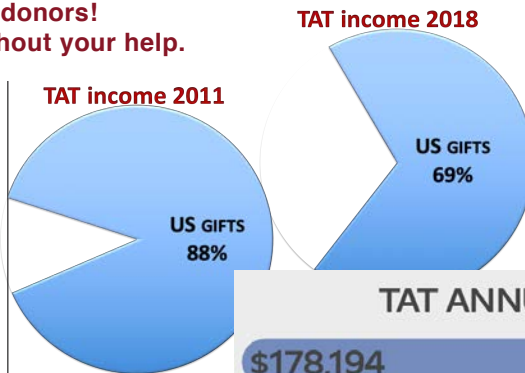 donors!
hout your help.
TAT income 2018
TAT income 2011
US GIFTS
69%
US GIFTS
88%
TAT ANNU
$178,194